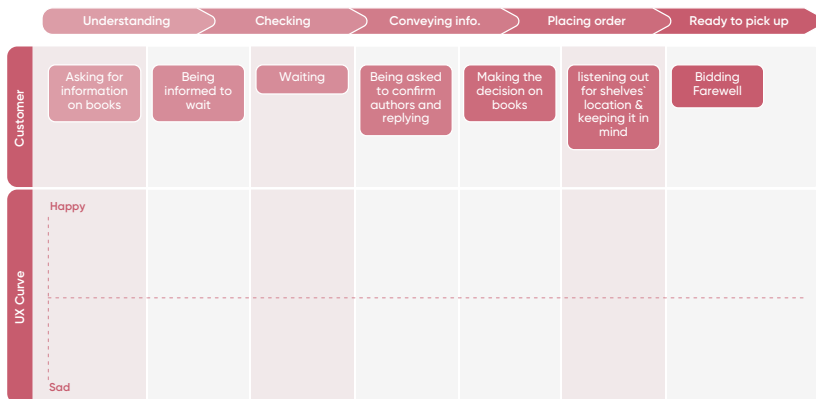 Understanding
Checking
Conveying info.
Placing order
Ready to pick up
Customer
Asking for
information
on books
Being
informed to
wait
Waiting
Being asked
to confirm
authors and
replying
Making the
decision on
books
listening out
for shelves`
location &
keeping it in
mind
Bidding
Farewell
UX Curve
Happy
Sad